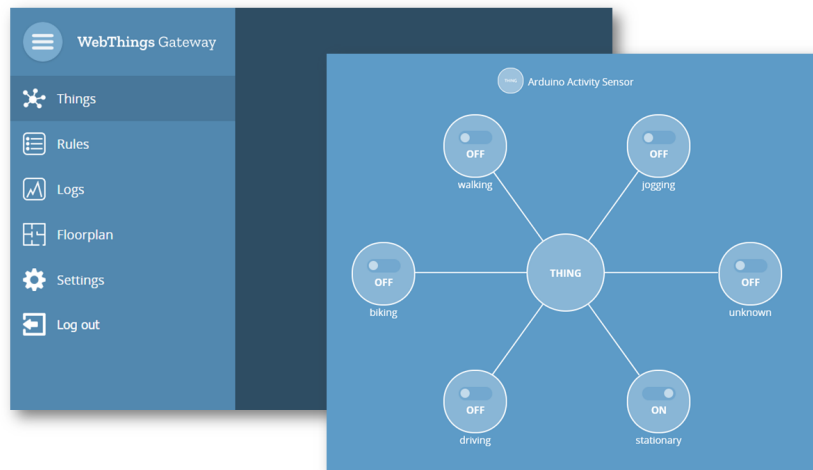 WebThings Gateway
Things
Rules
Logs
Floorplan
Settings
Log out
THING
Arduino Activity Sensor
OFF
walking
OFF
jogging
OFF
biking
THING
OFF
unknown
OFF
driving
ON
stationary